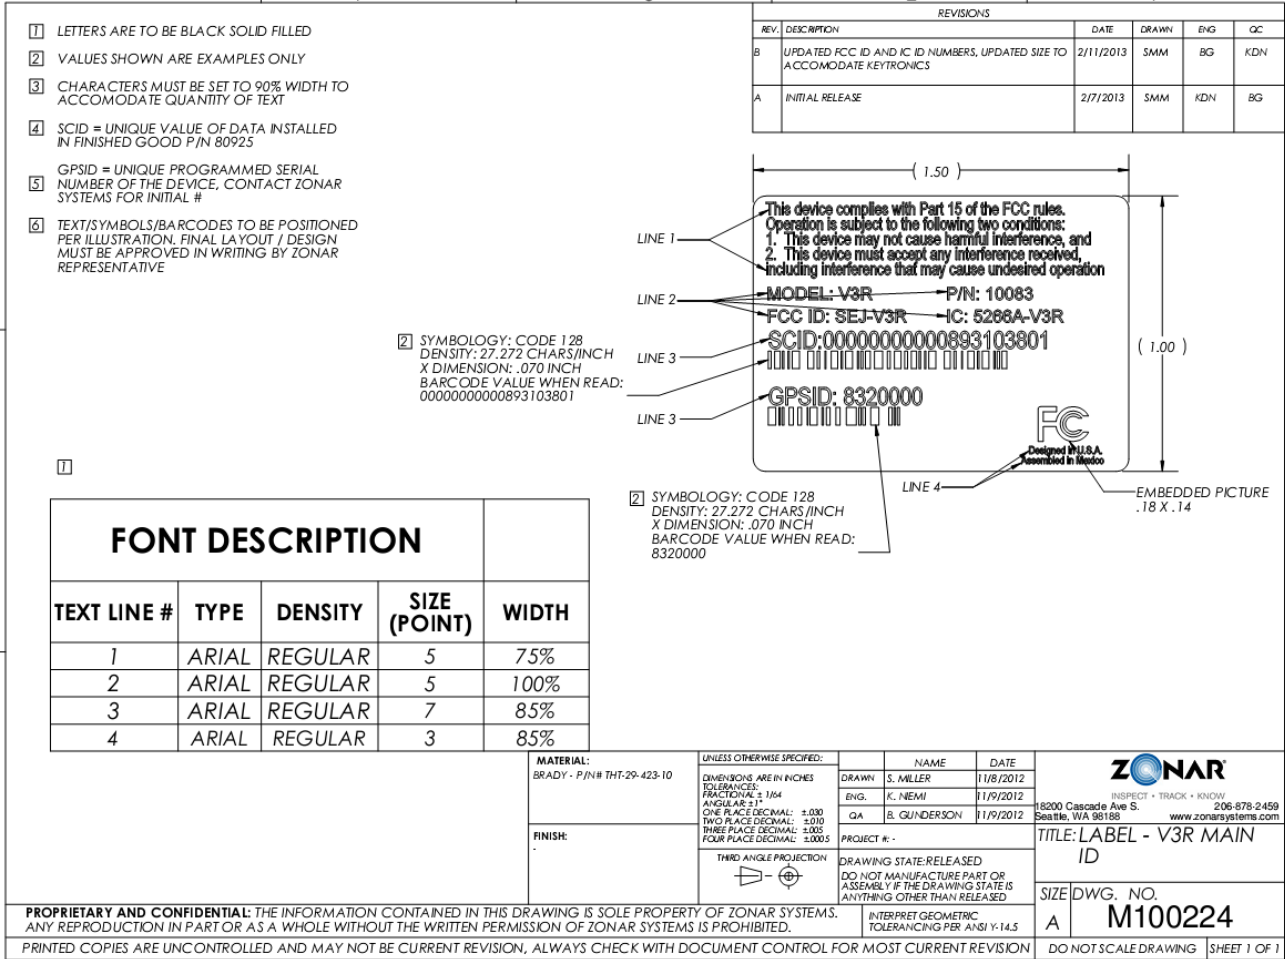 REVISIONS
REV. DESCRIPTION DATE DRAWN ENG QC
B UPDATED FCC ID AND IC ID NUMBERS, UPDATED SIZE TO ACCOMODATE KEYTRONICS 2/11/2013 SMM BG KDN
A INITIAL RELEASE 2/7/2013 SMM KDN BG
1 LETTERS ARE TO BE BLACK SOLID FILLED
2 VALUES SHOWN ARE EXAMPLES ONLY
3 CHARACTERS MUST BE SET TO 90% WIDTH TO
ACCOMODATE QUANTITY OF TEXT
4 SCID = UNIQUE VALUE OF DATA INSTALLED
IN FINISHED GOOD P/N 80925
GPSID = UNIQUE PROGRAMMED SERIAL
5 NUMBER OF THE DEVICE, CONTACT ZONAR
SYSTEMS FOR INITIAL #
6 TEXT/SYMBOLS/BARCODES TO BE POSITIONED
PER ILLUSTRATION. FINAL LAYOUT / DESIGN
MUST BE APPROVED IN WRITING BY ZONAR
REPRESENTATIVE
( 1.50 )
This device complies with Part 15 of the FCC rules.
Operation is subject to the following two conditions:
1. This device may not cause harmful interference, and
2. This device must accept any interference received,
including interference that may cause undesired operation
MODEL: V3R P/N: 10083
FCC ID: SEJ-V3R IC: 5266A-V3R
SCID:00000000000893103801
GPSID: 8320000
FC
Designed in U.S.A.
Assembled in Mexico
LINE 1
LINE 2
LINE 3
LINE 3
LINE 4
( 1.00 )
EMBEDDED PICTURE
.18 X .14
2 SYMBOLOGY: CODE 128
DENSITY: 27.272 CHARS/INCH
X DIMENSION: .070 INCH
BARCODE VALUE WHEN READ:
00000000000893103801
2 SYMBOLOGY: CODE 128
DENSITY: 27.272 CHARS/INCH
X DIMENSION: .070 INCH
BARCODE VALUE WHEN READ:
8320000
1
FONT DESCRIPTION
TEXT LINE # TYPE DENSITY SIZE (POINT) WIDTH
1 ARIAL REGULAR 5 75%
2 ARIAL REGULAR 5 100%
3 ARIAL REGULAR 7 85%
4 ARIAL REGULAR 3 85%
MATERIAL:
BRADY - P/N# THT-29-423-10
FINISH:
-
UNLESS OTHERWISE SPECIFIED:
DIMENSIONS ARE IN INCHES
TOLERANCES:
FRACTIONAL ± 1/64
ANGULAR: ±1°
ONE PLACE DECIMAL: ±.030
TWO PLACE DECIMAL: ±.010
THREE PLACE DECIMAL: ±.005
FOUR PLACE DECIMAL: ±.0005
THIRD ANGLE PROJECTION
NAME DATE
DRAWN S. MILLER 11/8/2012
ENG. K. NIEMI 11/9/2012
QA B. GUNDERSON 11/9/2012
PROJECT #: -
DRAWING STATE: RELEASED
DO NOT MANUFACTURE PART OR
ASSEMBLY IF THE DRAWING STATE IS
ANYTHING OTHER THAN RELEASED
INTERPRET GEOMETRIC
TOLERANCING PER ANSI Y-14.5
ZONAR
INSPECT • TRACK • KNOW
18200 Cascade Ave S. 206-878-2459
Seattle, WA 98188 www.zonarsystems.com
TITLE: LABEL - V3R MAIN
ID
SIZE DWG. NO.
A M100224
PROPRIETARY AND CONFIDENTIAL: THE INFORMATION CONTAINED IN THIS DRAWING IS SOLE PROPERTY OF ZONAR SYSTEMS.
ANY REPRODUCTION IN PART OR AS A WHOLE WITHOUT THE WRITTEN PERMISSION OF ZONAR SYSTEMS IS PROHIBITED.
PRINTED COPIES ARE UNCONTROLLED AND MAY NOT BE CURRENT REVISION, ALWAYS CHECK WITH DOCUMENT CONTROL FOR MOST CURRENT REVISION
DO NOT SCALE DRAWING SHEET 1 OF 1